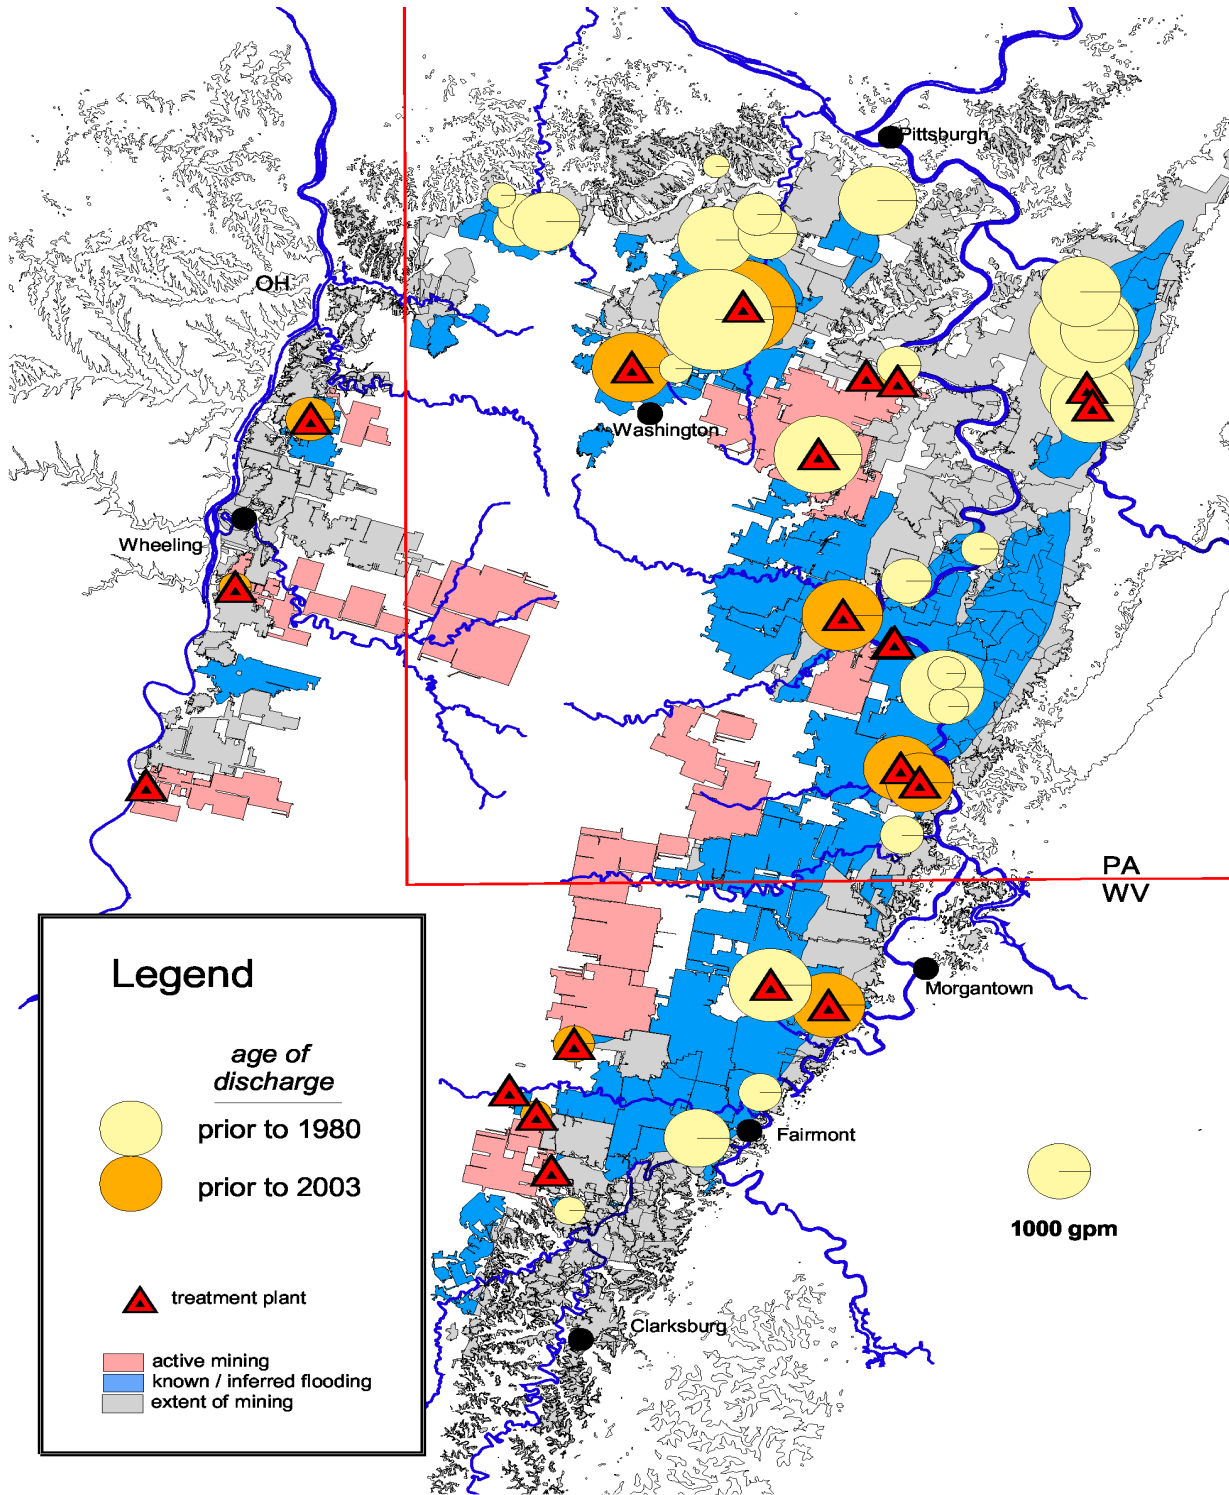 Pittsburgh
OH
Washington
Wheeling
PA
WV
Morgantown
Fairmont
1000 gpm
Clarksburg
Legend
age of
discharge
prior to 1980
prior to 2003
treatment plant
active mining
known / inferred flooding
extent of mining